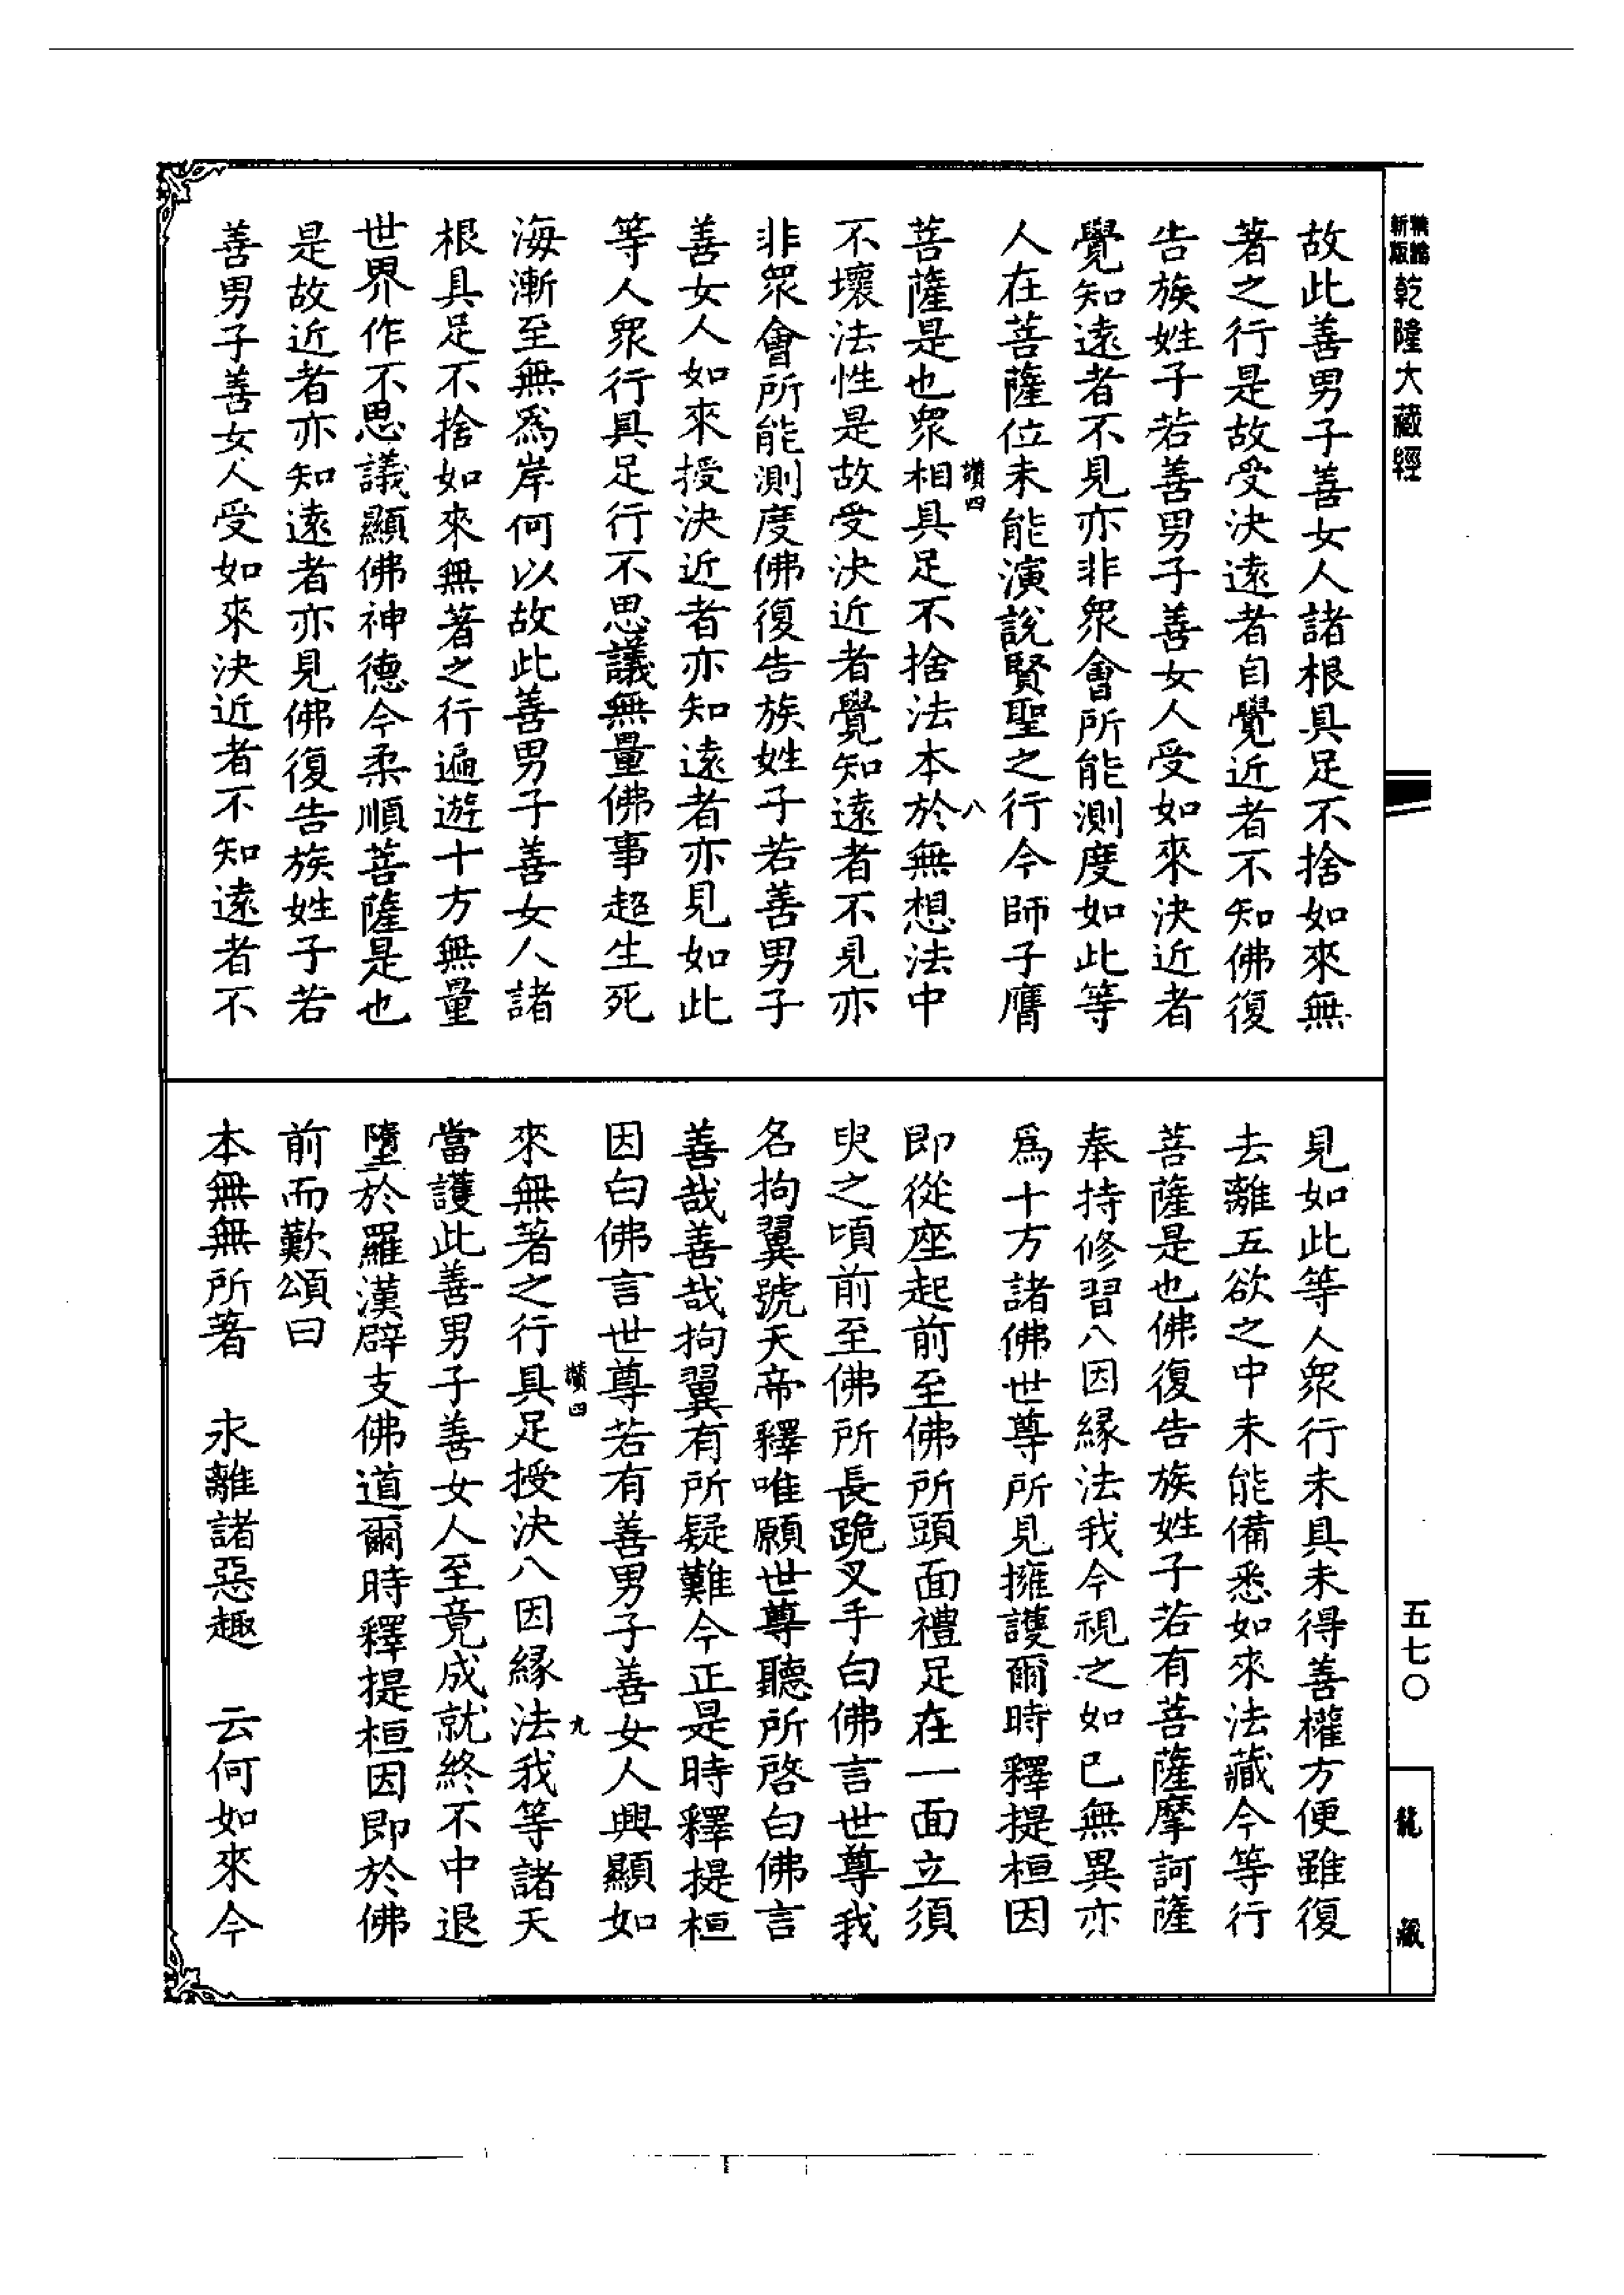 新版
乾隆大藏經
故此善男子善女人諸根具足不捨如來無
著之行是故受決遠者自覺近者不知佛復
告族姓子若善男子善女人受如來決近者
覺知遠者不見亦非眾會所能測度如此等
人在菩薩位未能演說賢聖之行今師子膺
讚四 八
菩薩是也眾相具足不捨法本於無想法中
不壞法性是故受決近者覺知遠者不見亦
非眾會所能測度佛復告族姓子若善男子
善女人如來授決近者亦知遠者亦見如此
等人眾行具足行不思議無量佛事超生死
海漸至無為岸何以故此善男子善女人諸
根具足不捨如來無著之行遍遊十方無量
世界作不思議顯佛神德今柔順菩薩是也
是故近者亦知遠者亦見佛復告族姓子若
善男子善女人受如來決近者不知遠者不
見如此等人眾行未具未得善權方便雖復
去離五欲之中未能備悉如來法藏今等行
菩薩是也佛復告族姓子若有菩薩摩訶薩
奉持修習八因緣法我今視之如已無異亦
為十方諸佛世尊所見擁護爾時釋提桓因
即從座起前至佛所頭面禮足在一面立須
臾之頃前至佛所長跪叉手白佛言世尊我
名拘翼號天帝釋唯願世尊聽所啓白佛言
善哉善哉拘翼有所疑難今正是時釋提桓
因白佛言世尊若有善男子善女人興顯如
讚四 九
來無著之行具足授決八因緣法我等諸天
當護此善男子善女人至竟成就終不中退
墮於羅漢辟支佛道爾時釋提桓因即於佛
前而歎頌曰
本無無所著 永離諸惡趣 云何如來今
五七〇
龍藏